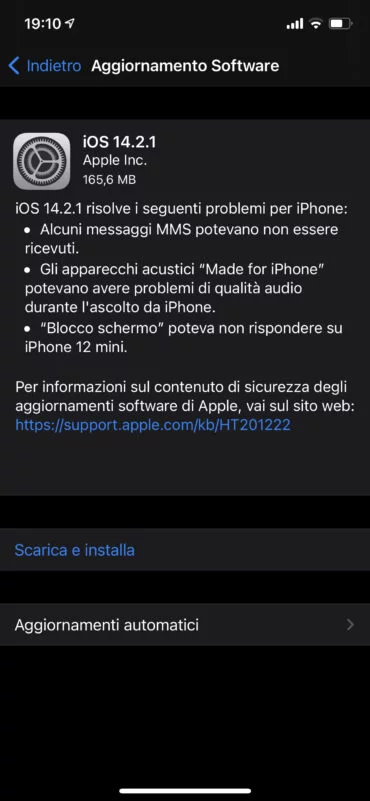 19:10
Indietro Aggiornamento Software
iOS 14.2.1
Apple Inc.
165,6 MB
iOS 14.2.1 risolve i seguenti problemi per iPhone:
• Alcuni messaggi MMS potevano non essere
ricevuti.
• Gli apparecchi acustici “Made for iPhone”
potevano avere problemi di qualità audio
durante l'ascolto da iPhone.
• “Blocco schermo” poteva non rispondere su
iPhone 12 mini.
Per informazioni sul contenuto di sicurezza degli
aggiornamenti software di Apple, vai sul sito web:
https://support.apple.com/kb/HT201222
Scarica e installa
Aggiornamenti automatici